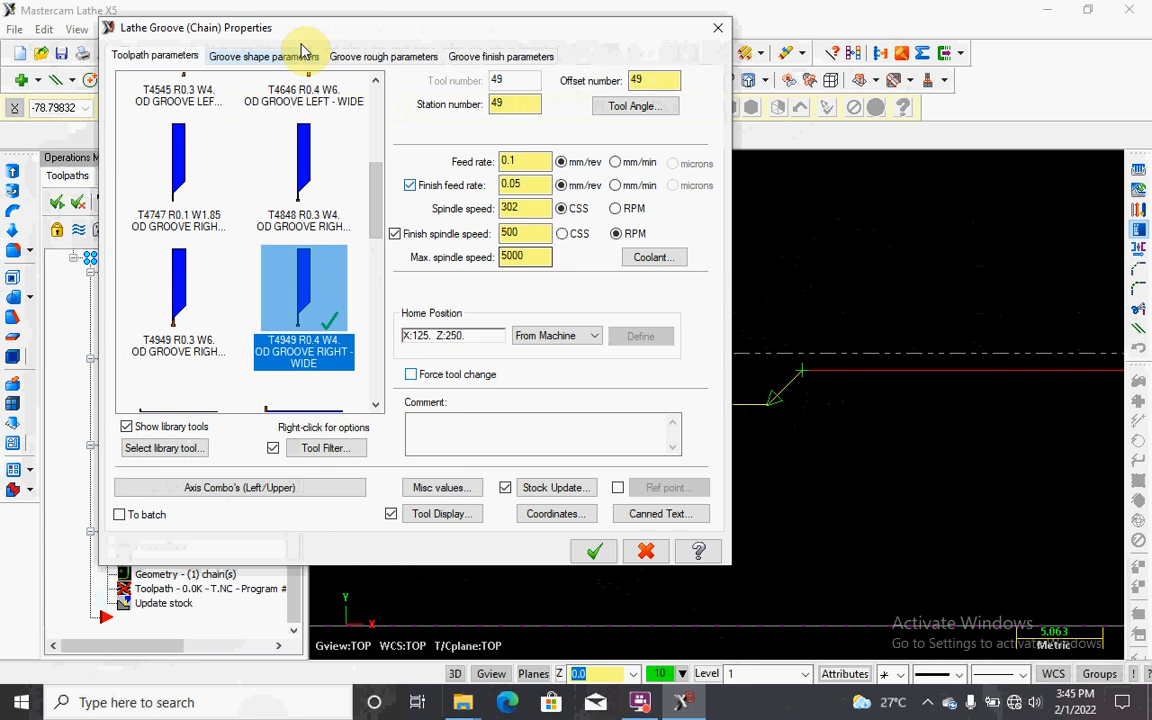 Mastercam Lathe X5
File Edit View
Lathe Groove (Chain) Properties
Toolpath parameters Groove shape parameters Groove rough parameters Groove finish parameters
T4545 R0.3 W4.
OD GROOVE LEF...
T4646 R0.4 W6.
OD GROOVE LEFT - WIDE
T4747 R0.1 W1.85
OD GROOVE RIGH...
T4848 R0.3 W4.
OD GROOVE RIGH...
T4949 R0.3 W6.
OD GROOVE RIGH...
T4949 R0.4 W4.
OD GROOVE RIGHT -
WIDE
Tool number: 49 Offset number: 49
Station number: 49 Tool Angle...
Feed rate: 0.1 mm/rev mm/min microns
Finish feed rate: 0.05 mm/rev mm/min microns
Spindle speed: 302 CSS RPM
Finish spindle speed: 500 CSS RPM
Max. spindle speed: 5000 Coolant...
Home Position
X:125. Z:250. From Machine Define
Force tool change
Comment:
Show library tools Right-click for options
Select library tool... Tool Filter...
Axis Combo's (Left/Upper) Misc values... Stock Update... Ref point...
To batch Tool Display... Coordinates... Canned Text...
-78.79832
Operations M
Toolpaths
Geometry - (1) chain(s)
Toolpath - 0.0K - T.NC - Program #
Update stock
Y
X
Gview:TOP WCS:TOP T/Cplane:TOP
Activate Windows
Go to Settings to activate Windows.
5.063
Metric
3D Gview Planes Z 0.0 10 Level 1 Attributes WCS Groups ! ?
Type here to search
27°C
3:45 PM
2/1/2022